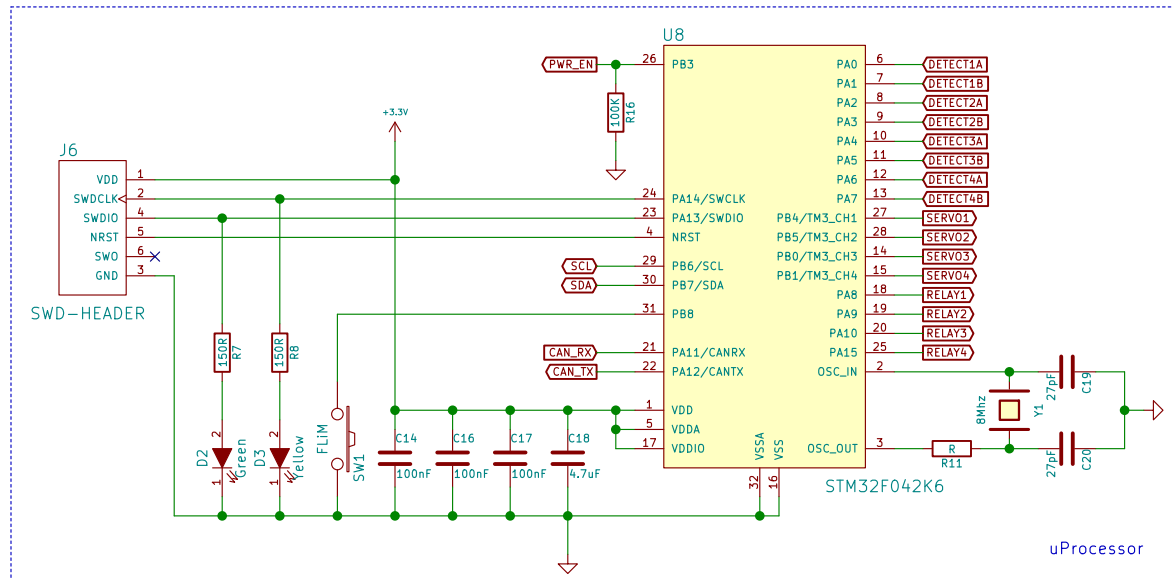 U8
PWR_EN
26
PB3
100K
R16
+3.3V
J6
VDD 1
SWDCLK 2
SWDIO 4
NRST 5
SWO 6
GND 3
SWD-HEADER
24 PA14/SWCLK
23 PA13/SWDIO
4 NRST
SCL 29 PB6/SCL
SDA 30 PB7/SDA
31 PB8
CAN_RX 21 PA11/CANRX
CAN_TX 22 PA12/CANTX
1 VDD
5 VDDA
17 VDDIO
VSSA 32
VSS 16
PA0 6 DETECT1A
PA1 7 DETECT1B
PA2 8 DETECT2A
PA3 9 DETECT2B
PA4 10 DETECT3A
PA5 11 DETECT3B
PA6 12 DETECT4A
PA7 13 DETECT4B
PB4/TM3_CH1 27 SERVO1
PB5/TM3_CH2 28 SERVO2
PB0/TM3_CH3 14 SERVO3
PB1/TM3_CH4 15 SERVO4
PA8 18 RELAY1
PA9 19 RELAY2
PA10 20 RELAY3
PA15 25 RELAY4
OSC_IN 2
OSC_OUT 3
STM32F042K6
150R
R7
150R
R8
2
D2
Green
1
2
D3
Yellow
1
FLiM
SW1
C14
100nF
C16
100nF
C17
100nF
C18
4.7uF
R
R11
8Mhz
Y1
27pF
C19
27pF
C20
uProcessor